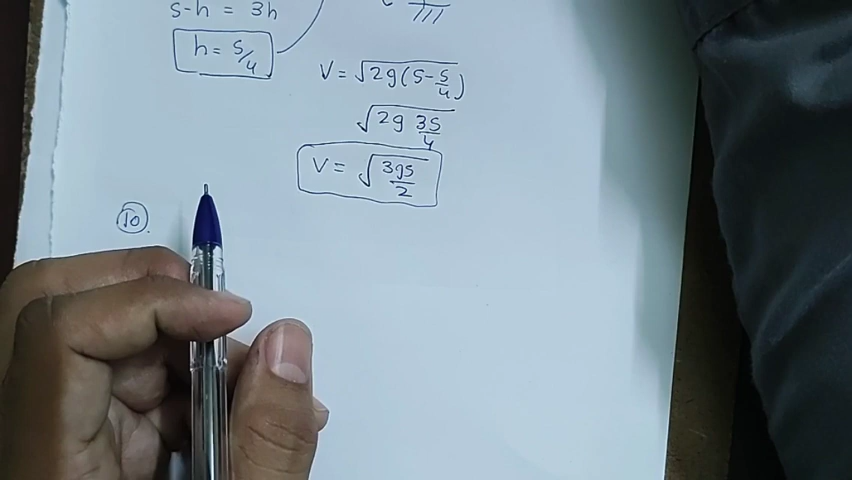 s-h = 3h
h = s/4
V = √2g(s-s/4)
√2g 3s/4
V = √3gs/2
10.